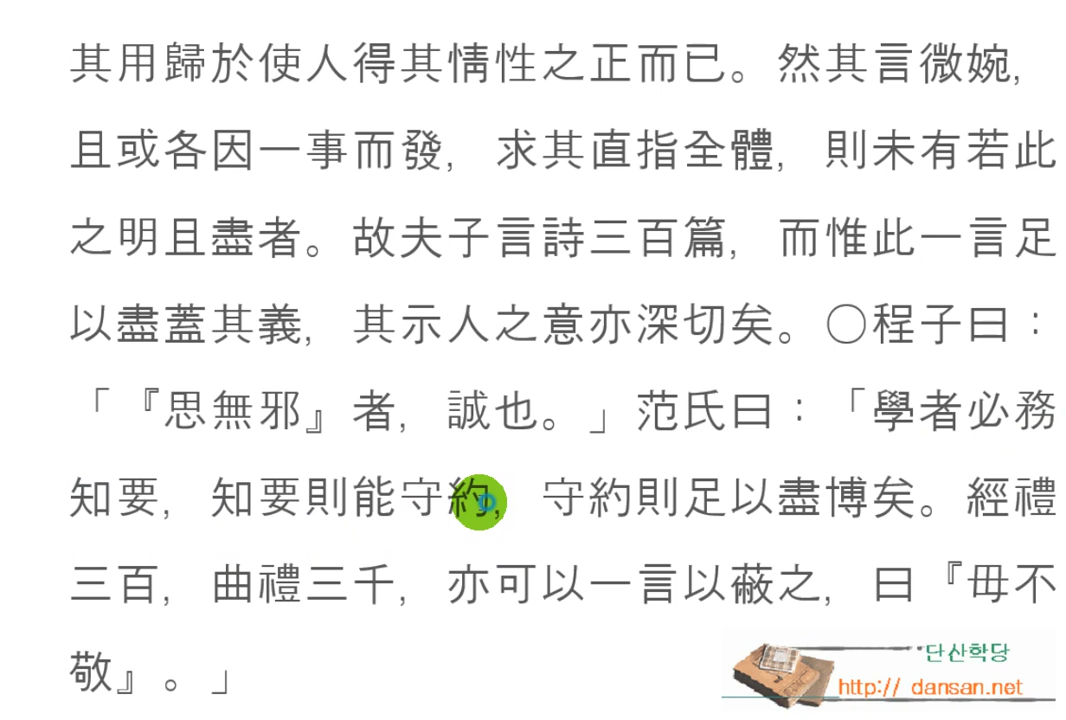 其用歸於使人得其情性之正而已。然其言微婉,
且或各因一事而發, 求其直指全體, 則未有若此
之明且盡者。故夫子言詩三百篇, 而惟此一言足
以盡蓋其義, 其示人之意亦深切矣。○程子曰：
「『思無邪』者, 誠也。」范氏曰：「學者必務
知要, 知要則能守約, 守約則足以盡博矣。經禮
三百, 曲禮三千, 亦可以一言以蔽之, 曰『毋不
敬』。」
단산학당
http:// dansan.net